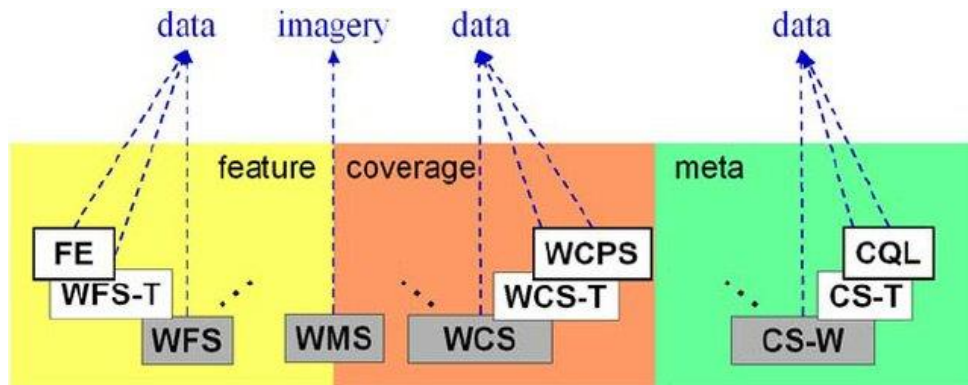 data imagery data data
feature coverage meta
FE WCPS CQL
WFS-T WCS-T CS-T
WFS WMS WCS CS-W